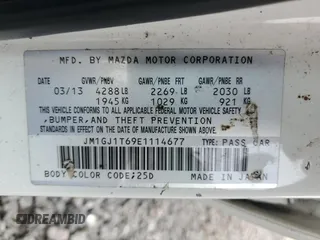 MFD. BY MAZDA MOTOR CORPORATION
GVWR/PNBV GAWR/PNBE FRT GAWR/PNBE RR
03/13 4288LB 2269LB 2030LB
1945KG 1029KG 921KG
THIS VEHICLE CONFORMS TO ALL APPLICABLE
FEDERAL MOTOR VEHICLE SAFETY
BUMPER, AND THEFT PREVENTION
STANDARDS IN EFFECT ON THE DATE OF
MANUFACTURE SHOWN ABOVE.
JM1GJ1T69E1114677 TYPE: PASS CAR
BODY COLOR CODE:25D MADE IN JAPAN
DREAMBID